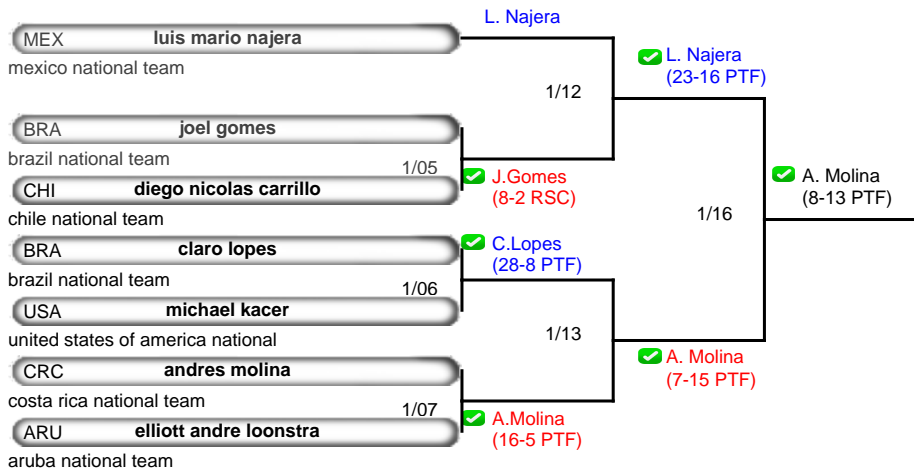 L. Najera
MEX luis mario najera
mexico national team
L. Najera
(23-16 PTF)
1/12
BRA joel gomes
brazil national team
1/05
J.Gomes
(8-2 RSC)
CHI diego nicolas carrillo
chile national team
A. Molina
(8-13 PTF)
1/16
BRA claro lopes
brazil national team
C.Lopes
(28-8 PTF)
1/06
USA michael kacer
united states of america national
1/13
A. Molina
(7-15 PTF)
CRC andres molina
costa rica national team
1/07
A.Molina
(16-5 PTF)
ARU elliott andre loonstra
aruba national team